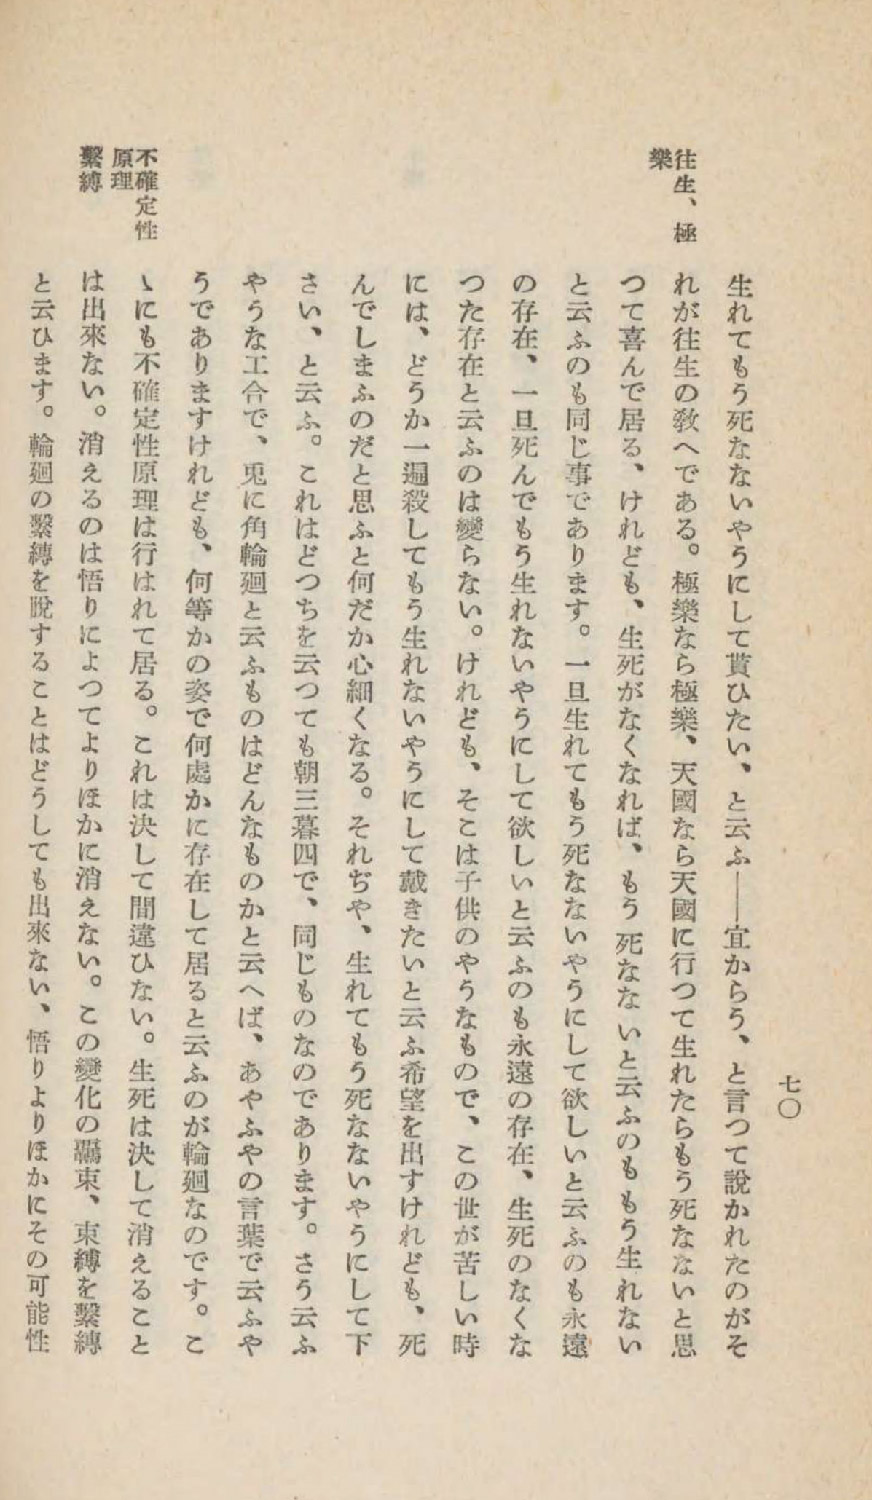 七〇
往生、極
樂
生れてもう死なないやうにして貰ひたい、と云ふ――宜からう、と言つて說かれたのがそ
れが往生の敎へである。極樂なら極樂、天國なら天國に行つて生れたらもう死なないと思
つて喜んで居る、けれども、生死がなくなれば、もう死なないと云ふのももう生れない
と云ふのも同じ事であります。一旦生れてもう死なないやうにして欲しいと云ふのも永遠
の存在、一旦死んでもう生れないやうにして欲しいと云ふのも永遠の存在、生死のなくな
つた存在と云ふのは變らない。けれども、そこは子供のやうなもので、この世が苦しい時
には、どうか一遍殺してもう生れないやうにして戴きたいと云ふ希望を出すけれども、死
んでしまふのだと思ふと何だか心細くなる。それぢや、生れてもう死なないやうにして下
さい、と云ふ。これはどつちを云つても朝三暮四で、同じものなのであります。さう云ふ
やうな工合で、兎に角輪廻と云ふものはどんなものかと云へば、あやふやの言葉で云ふや
うでありますけれども、何等かの姿で何處かに存在して居ると云ふのが輪廻なのです。こ
不確定性
原理
ゝにも不確定性原理は行はれて居る。これは決して間違ひない。生死は決して消えること
繫縛
は出來ない。消えるのは悟りによつてよりほかに消えない。この變化の羈束、束縛を繫縛
と云ひます。輪廻の繫縛を脫することはどうしても出來ない、悟りよりほかにその可能性